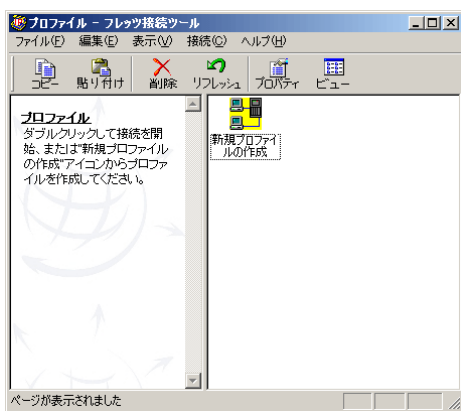 プロファイル - フレッツ接続ツール
ファイル(F) 編集(E) 表示(V) 接続(C) ヘルプ(H)
コピー 貼り付け 削除 リフレッシュ プロパティ ビュー
プロファイル
ダブルクリックして接続を開
始、または"新規プロファイル
の作成"アイコンからプロファ
イルを作成してください。
新規プロファイ
ルの作成
ページが表示されました